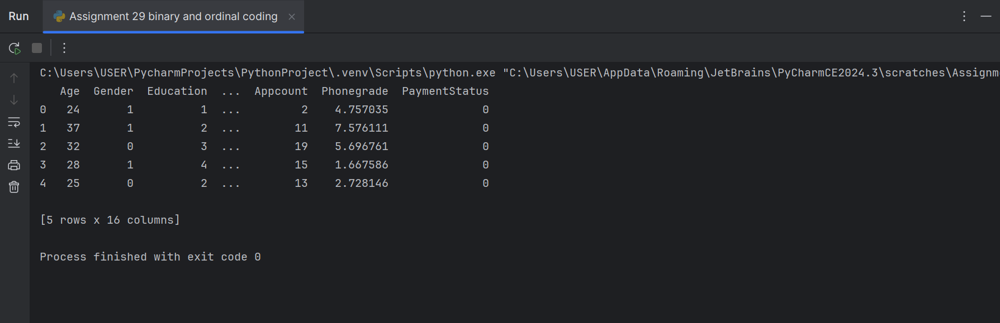 Run Assignment 29 binary and ordinal coding
C:\Users\USER\PycharmProjects\PythonProject\.venv\Scripts\python.exe "C:\Users\USER\AppData\Roaming\JetBrains\PyCharmCE2024.3\scratches\Assignm
   Age  Gender  Education  ...  Appcount  Phonegrade  PaymentStatus
0   24       1          1  ...         2    4.757035              0
1   37       1          2  ...        11    7.576111              0
2   32       0          3  ...        19    5.696761              0
3   28       1          4  ...        15    1.667586              0
4   25       0          2  ...        13    2.728146              0
[5 rows x 16 columns]
Process finished with exit code 0